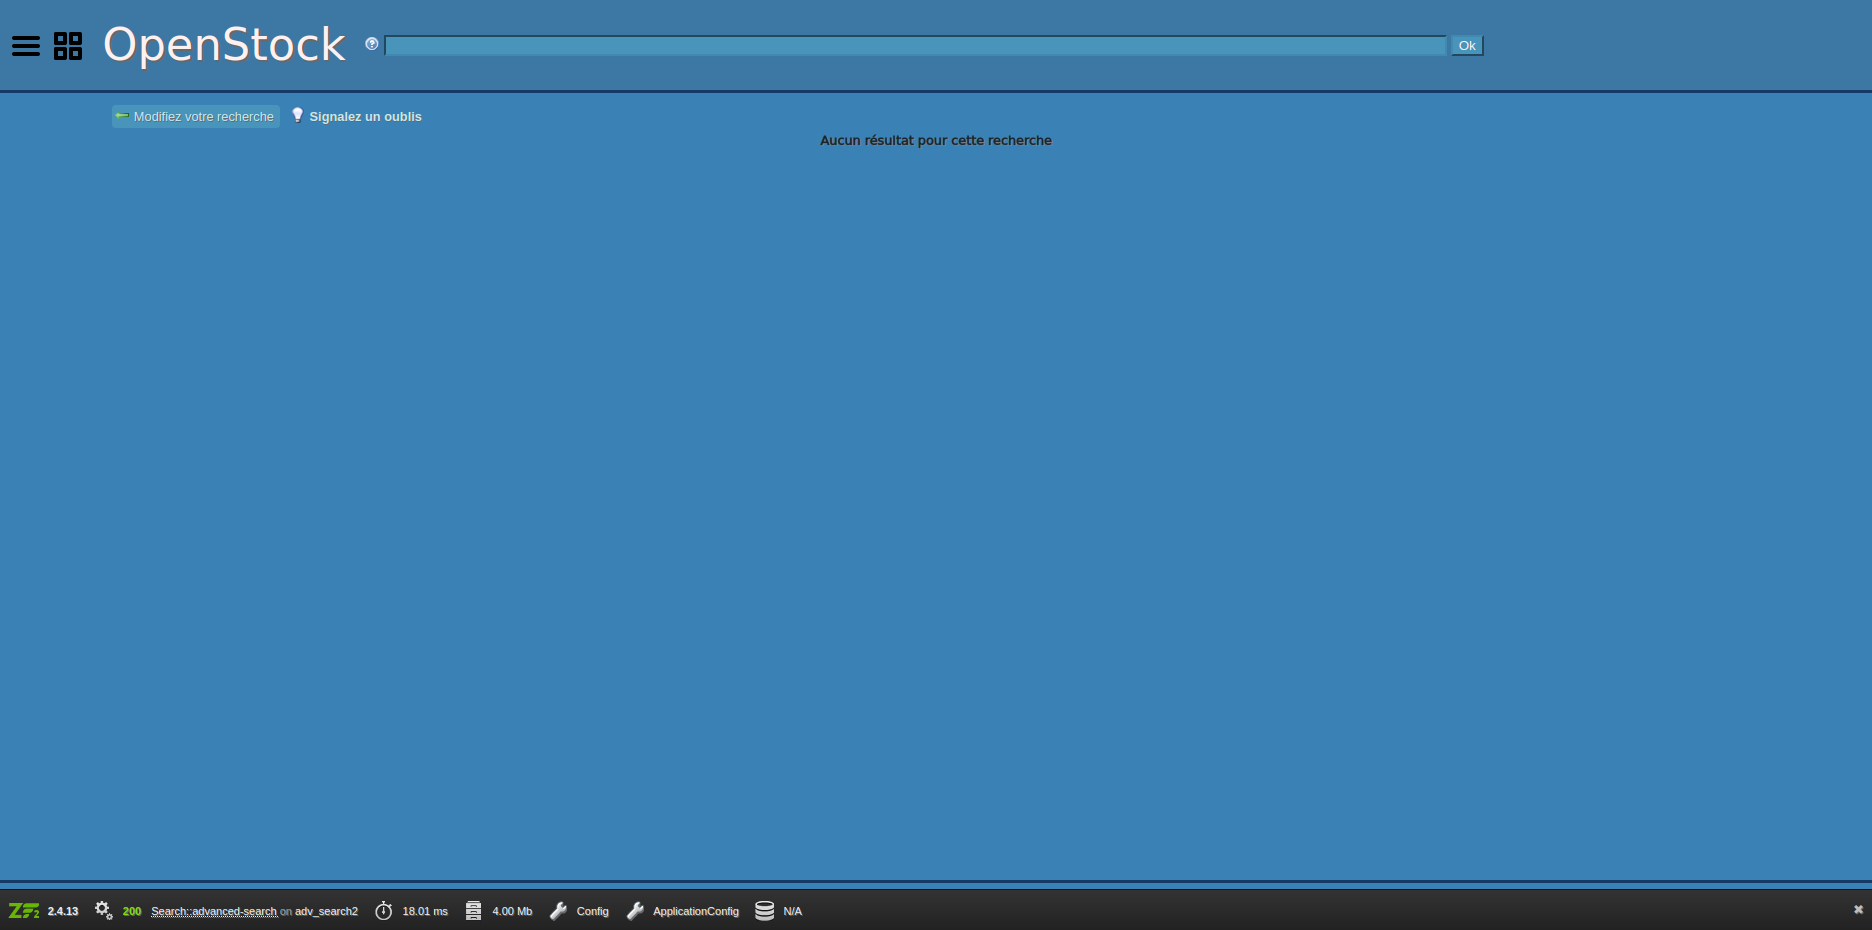 OpenStock
Ok
Modifiez votre recherche Signalez un oublis
Aucun résultat pour cette recherche
ZF2 2.4.13 200 Search::advanced-search on adv_search2 18.01 ms 4.00 Mb Config ApplicationConfig N/A